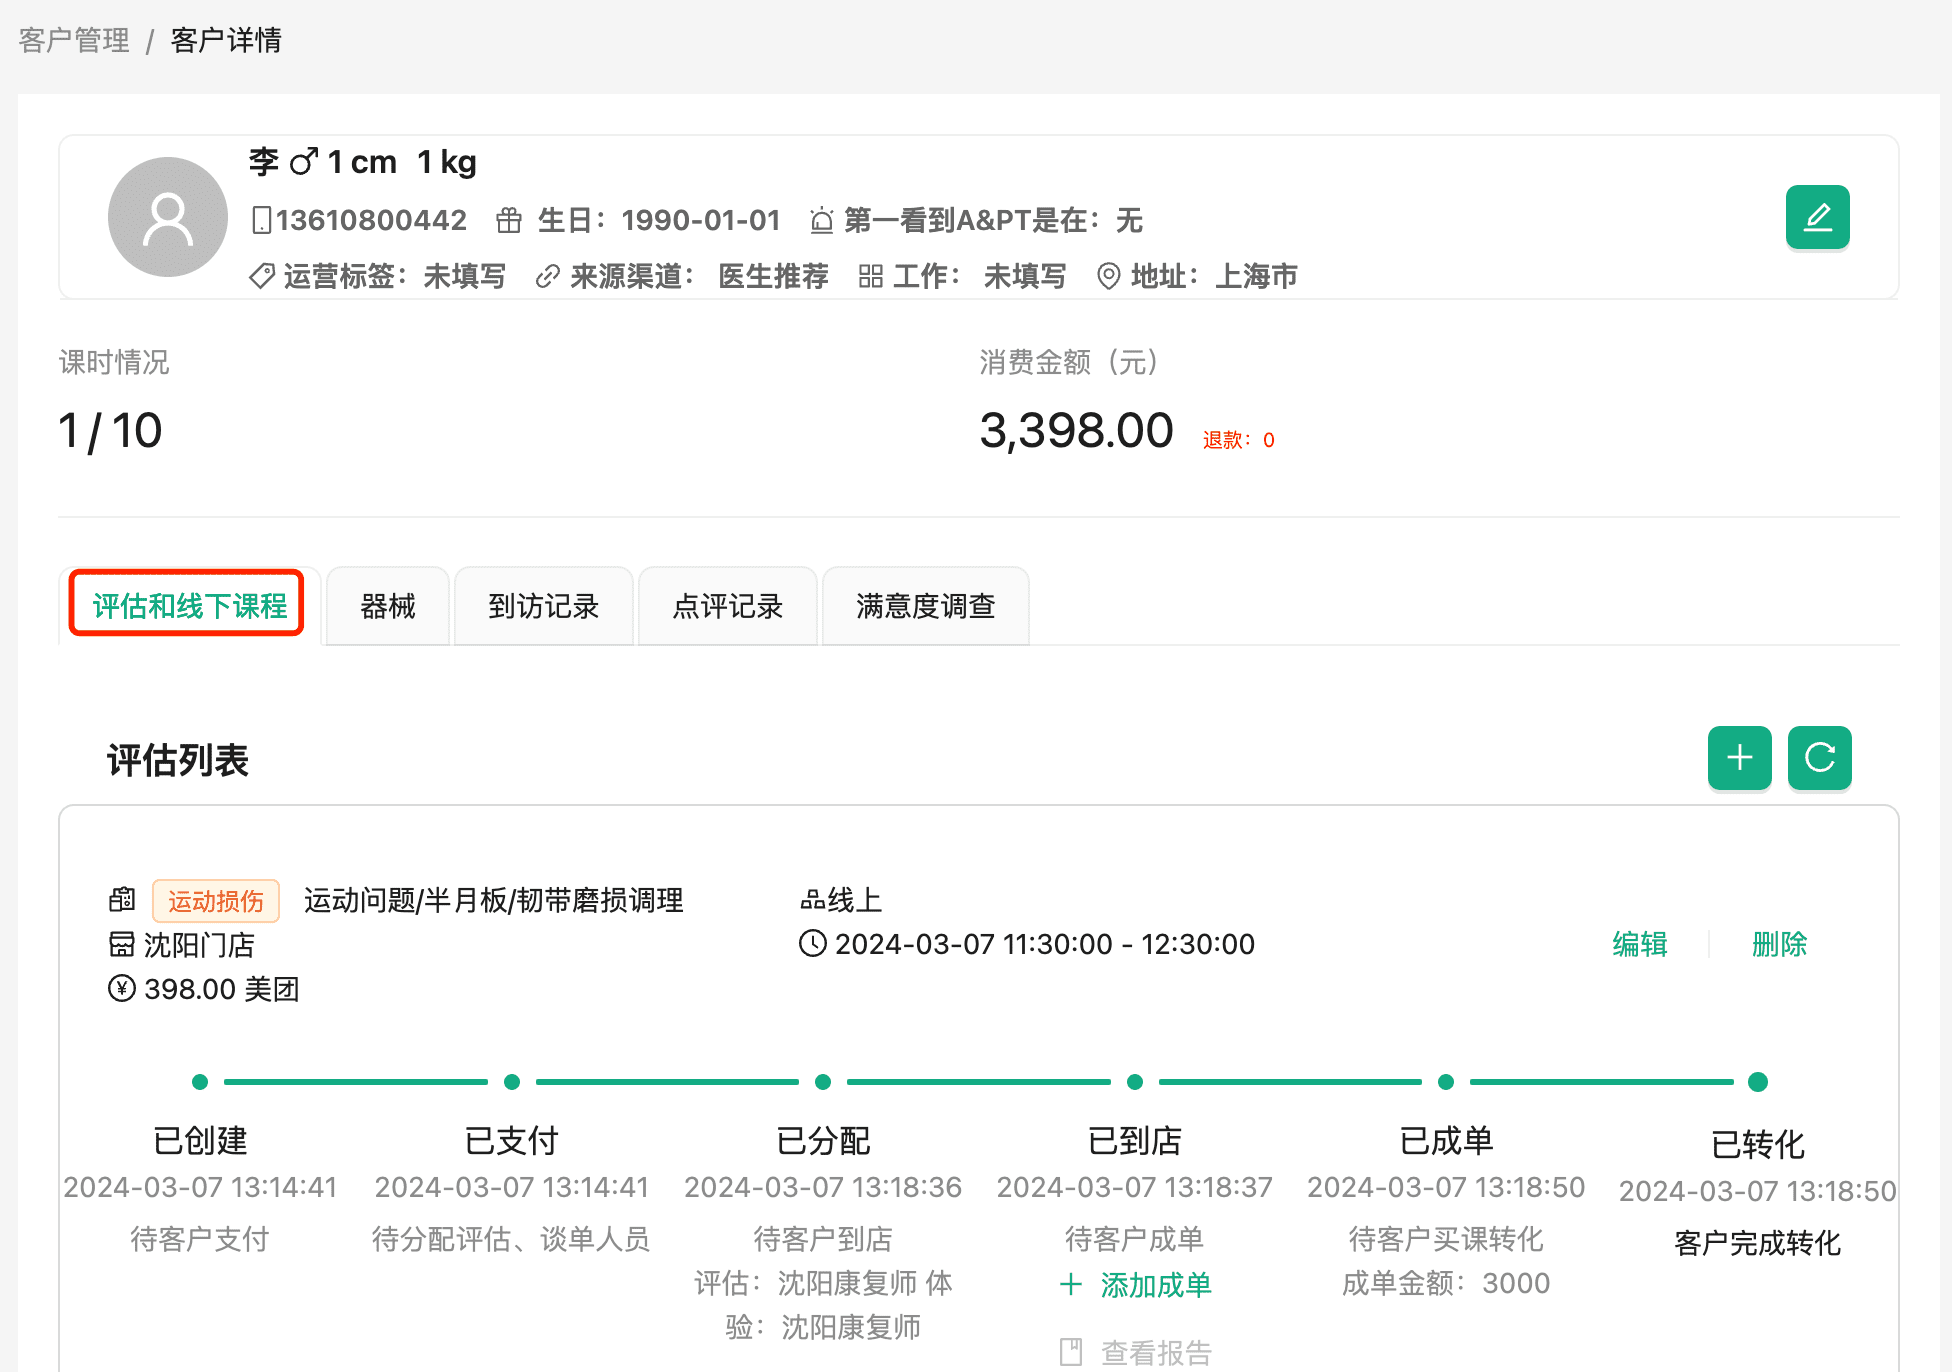 客户管理 / 客户详情
李 1 cm 1 kg
13610800442 生日：1990-01-01 第一看到A&PT是在：无
运营标签：未填写 来源渠道：医生推荐 工作：未填写 地址：上海市
课时情况
1 / 10
消费金额（元）
3,398.00 退款：0
评估和线下课程 器械 到访记录 点评记录 满意度调查
评估列表
运动损伤 运动问题/半月板/韧带磨损调理
沈阳门店
398.00 美团
线上
2024-03-07 11:30:00 - 12:30:00
编辑 删除
已创建
2024-03-07 13:14:41
待客户支付
已支付
2024-03-07 13:14:41
待分配评估、谈单人员
已分配
2024-03-07 13:18:36
待客户到店
评估：沈阳康复师 体
验：沈阳康复师
已到店
2024-03-07 13:18:37
待客户成单
添加成单
查看报告
已成单
2024-03-07 13:18:50
待客户买课转化
成单金额：3000
已转化
2024-03-07 13:18:50
客户完成转化